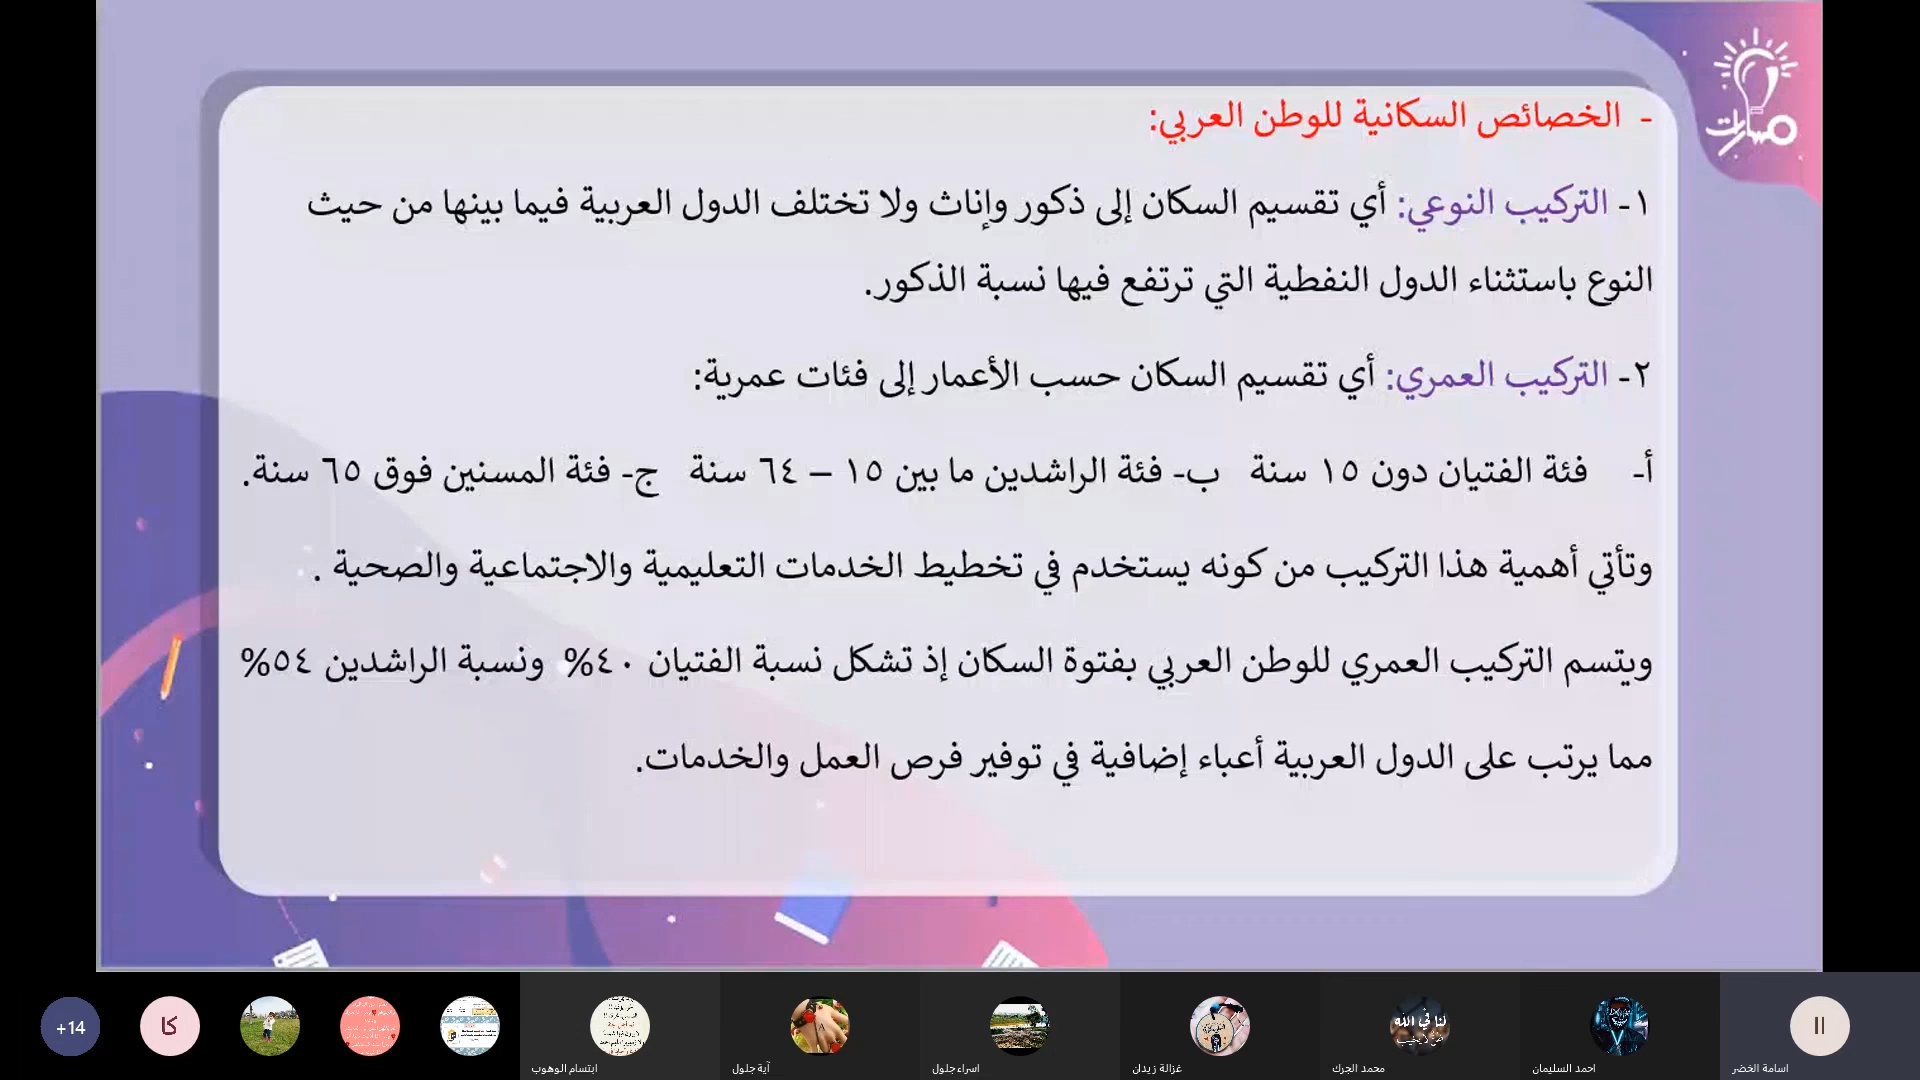 مسارات
- الخصائص السكانية للوطن العربي:
١- التركيب النوعي: أي تقسيم السكان إلى ذكور وإناث ولا تختلف الدول العربية فيما بينها من حيث
النوع باستثناء الدول النفطية التي ترتفع فيها نسبة الذكور.
٢- التركيب العمري: أي تقسيم السكان حسب الأعمار إلى فئات عمرية:
أ- فئة الفتيان دون ١٥ سنة ب- فئة الراشدين ما بين ١٥ – ٦٤ سنة ج- فئة المسنين فوق ٦٥ سنة.
وتأتي أهمية هذا التركيب من كونه يستخدم في تخطيط الخدمات التعليمية والاجتماعية والصحية .
ويتسم التركيب العمري للوطن العربي بفتوة السكان إذ تشكل نسبة الفتيان ٤٠% ونسبة الراشدين ٥٤%
مما يرتب على الدول العربية أعباء إضافية في توفير فرص العمل والخدمات.
اا
اسامة الخضر
احمد السليمان
لنا في الله
محمد الجرك
غزالة زيدان
اسراء جلول
آية جلول
ابتسام الوهوب
كا
+14